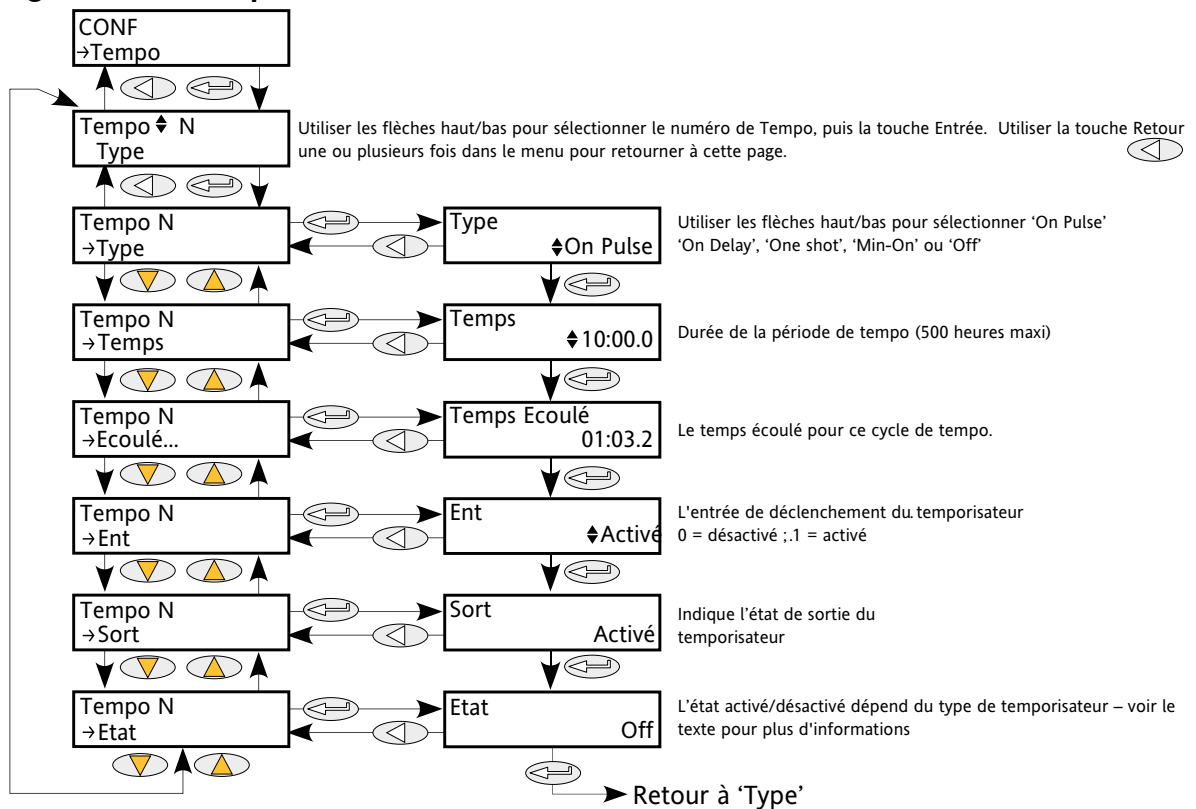 CONF
→Tempo
Tempo N
Type
Utiliser les flèches haut/bas pour sélectionner le numéro de Tempo, puis la touche Entrée. Utiliser la touche Retour
une ou plusieurs fois dans le menu pour retourner à cette page.
Tempo N
→Type
Type
On Pulse
Utiliser les flèches haut/bas pour sélectionner ‘On Pulse’
‘On Delay’, ‘One shot’, ‘Min-On’ ou ‘Off’
Tempo N
→Temps
Temps
10:00.0
Durée de la période de tempo (500 heures maxi)
Tempo N
→Ecoulé...
Temps Ecoulé
01:03.2
Le temps écoulé pour ce cycle de tempo.
Tempo N
→Ent
Ent
Activé
L'entrée de déclenchement du temporisateur
0 = désactivé ;.1 = activé
Tempo N
→Sort
Sort
Activé
Indique l’état de sortie du
temporisateur
Tempo N
→Etat
Etat
Off
L’état activé/désactivé dépend du type de temporisateur – voir le
texte pour plus d'informations
Retour à ‘Type’